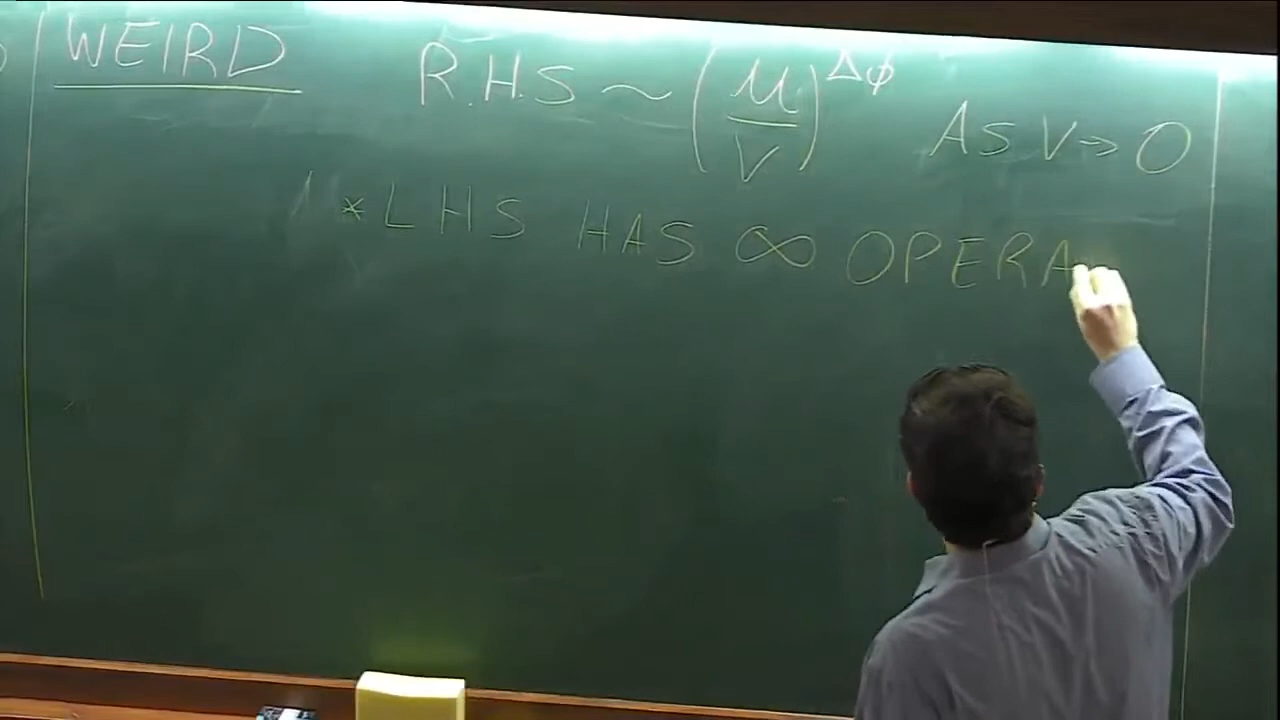 WEIRD R.H.S ~ (u/v)^Δϕ AS V→0
*LHS HAS ∞ OPERA